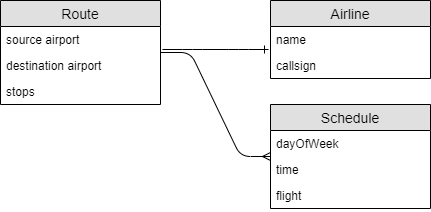 Route
source airport
destination airport
stops
Airline
name
callsign
Schedule
dayOfWeek
time
flight